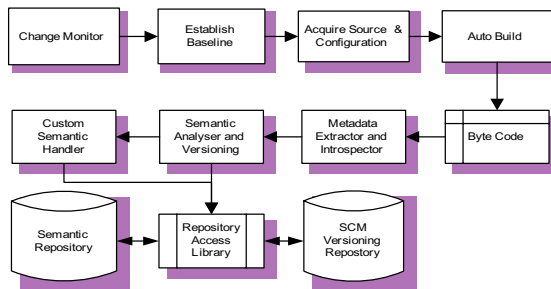 Change Monitor
Establish
Baseline
Acquire Source &
Configuration
Auto Build
Custom
Semantic
Handler
Semantic
Analyser and
Versioning
Metadata
Extractor and
Introspector
Byte Code
Semantic
Repository
Repository
Access
Library
SCM
Versioning
Repostory